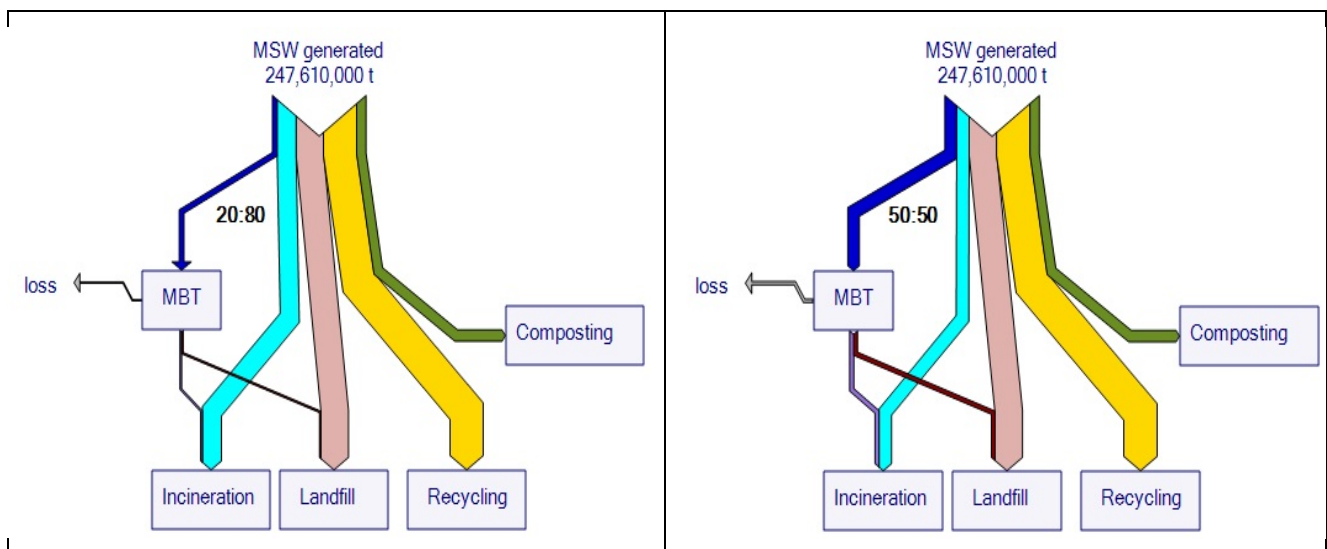 MSW generated
247,610,000 t
20:80
loss
MBT
Composting
Incineration
Landfill
Recycling
MSW generated
247,610,000 t
50:50
loss
MBT
Composting
Incineration
Landfill
Recycling